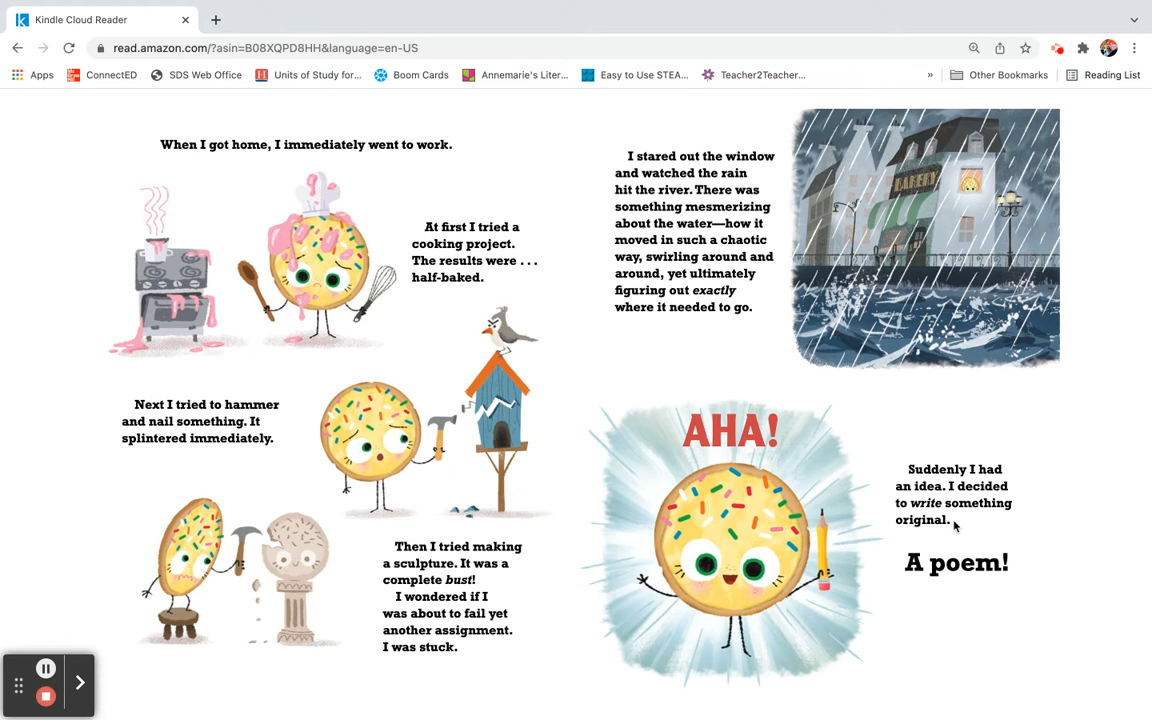 Kindle Cloud Reader
read.amazon.com/?asin=B08XQPD8HH&language=en-US
Apps
ConnectED
SDS Web Office
Units of Study for...
Boom Cards
Annemarie's Liter...
Easy to Use STEA...
Teacher2Teacher...
»
Other Bookmarks
Reading List
When I got home, I immediately went to work.
At first I tried a
cooking project.
The results were . . .
half-baked.
Next I tried to hammer
and nail something. It
splintered immediately.
Then I tried making
a sculpture. It was a
complete bust!
I wondered if I
was about to fail yet
another assignment.
I was stuck.
I stared out the window
and watched the rain
hit the river. There was
something mesmerizing
about the water—how it
moved in such a chaotic
way, swirling around and
around, yet ultimately
figuring out exactly
where it needed to go.
BAKERY
AHA!
Suddenly I had
an idea. I decided
to write something
original.
A poem!